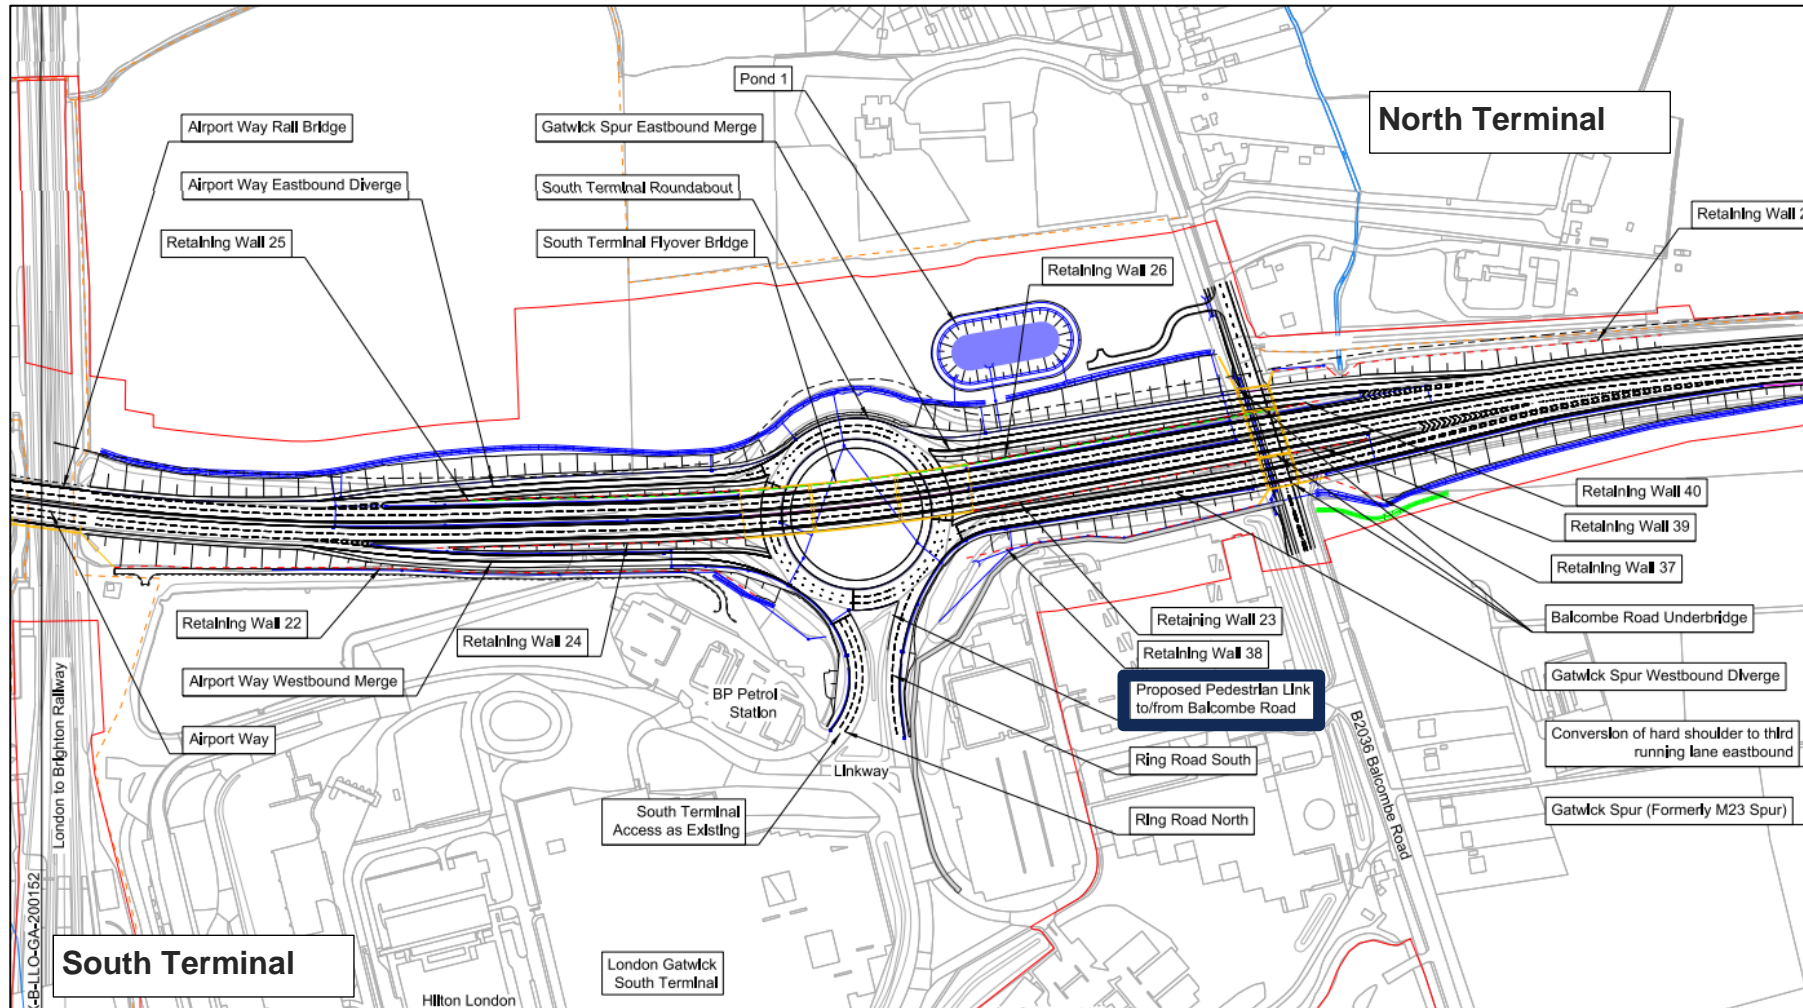 Pond 1
North Terminal
Airport Way Rail Bridge
Gatwick Spur Eastbound Merge
Airport Way Eastbound Diverge
South Terminal Roundabout
Retaining Wall 25
South Terminal Flyover Bridge
Retaining Wall 26
Retaining Wall 2
Retaining Wall 40
Retaining Wall 39
Retaining Wall 37
Balcombe Road Underbridge
Retaining Wall 22
Retaining Wall 24
Retaining Wall 23
Retaining Wall 38
Airport Way Westbound Merge
BP Petrol
Station
Proposed Pedestrian Link
to/from Balcombe Road
Gatwick Spur Westbound Diverge
Airport Way
Linkway
Ring Road South
Conversion of hard shoulder to third
running lane eastbound
South Terminal
Access as Existing
Ring Road North
Gatwick Spur (Formerly M23 Spur)
London to Brighton Railway
B2036 Balcombe Road
-B-LLO-GA-200152
South Terminal
London Gatwick
South Terminal
Hilton London